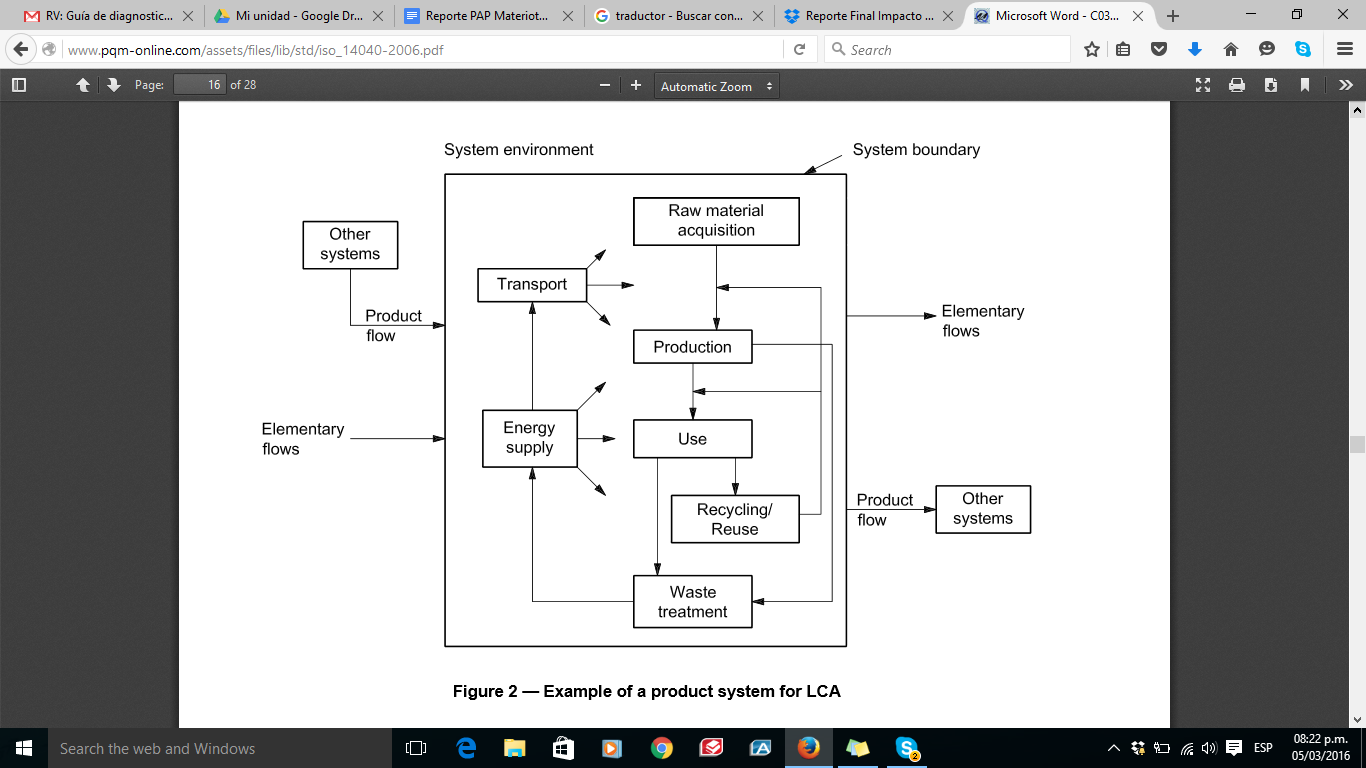 RV: Guía de diagnostic...
Mi unidad - Google Dr...
Reporte PAP Materiot...
traductor - Buscar con...
Reporte Final Impacto ...
Microsoft Word - C03...
www.pqm-online.com/assets/files/lib/std/iso_14040-2006.pdf
Search
Page:
16
of 28
Automatic Zoom
System environment
System boundary
Other
systems
Product
flow
Elementary
flows
Raw material
acquisition
Transport
Production
Energy
supply
Use
Recycling/
Reuse
Waste
treatment
Elementary
flows
Product
flow
Other
systems
Figure 2 — Example of a product system for LCA
Search the web and Windows
2
ESP
08:22 p.m.
05/03/2016